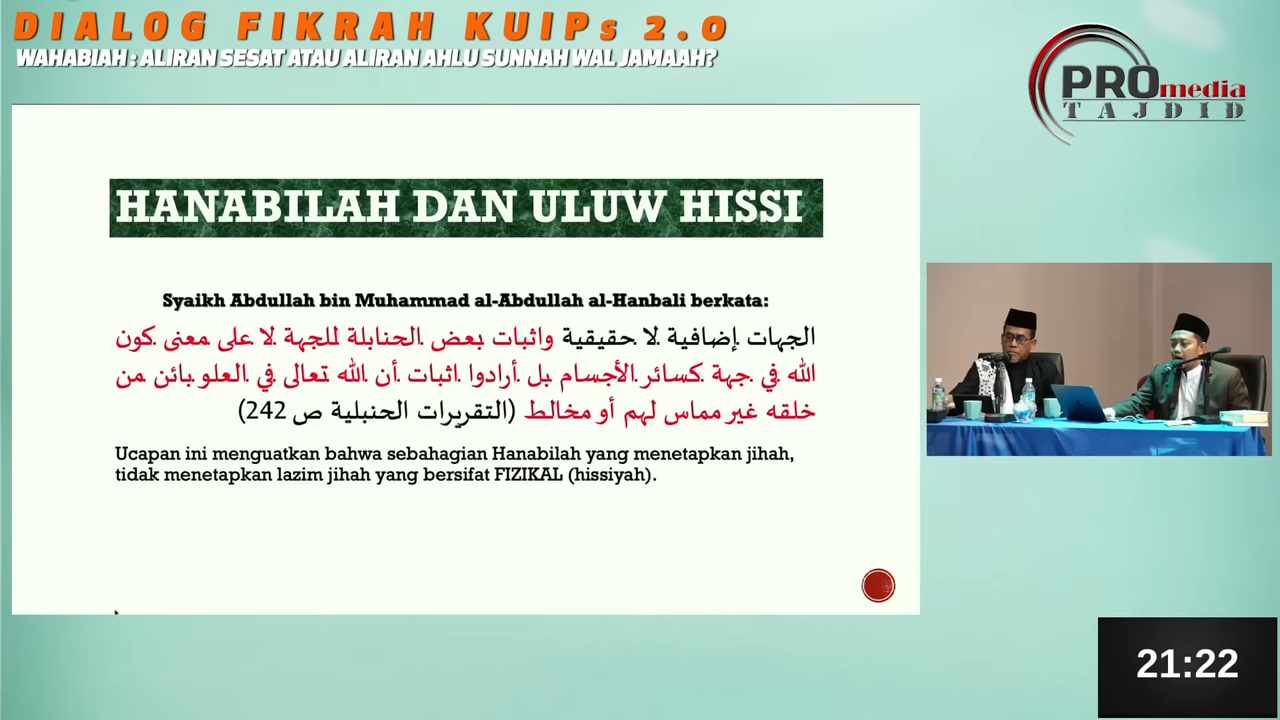 DIALOG FIKRAH KUIPs 2.0
WAHABIAH : ALIRAN SESAT ATAU ALIRAN AHLU SUNNAH WAL JAMAAH?
PROmedia
TAJDID
HANABILAH DAN ULUW HISSI
Syaikh Abdullah bin Muhammad al-Abdullah al-Hanbali berkata:
الجهات إضافية لا حقيقية واثبات بعض الحنابلة للجهة لا على معنى كون
الله في جهة كسائر الأجسام بل أرادوا اثبات أن الله تعالى في العلو بائن من
خلقه غير مماس لهم أو مخالط (التقريرات الحنبلية ص 242)
Ucapan ini menguatkan bahwa sebahagian Hanabilah yang menetapkan jihah,
tidak menetapkan lazim jihah yang bersifat FIZIKAL (hissiyah).
21:22